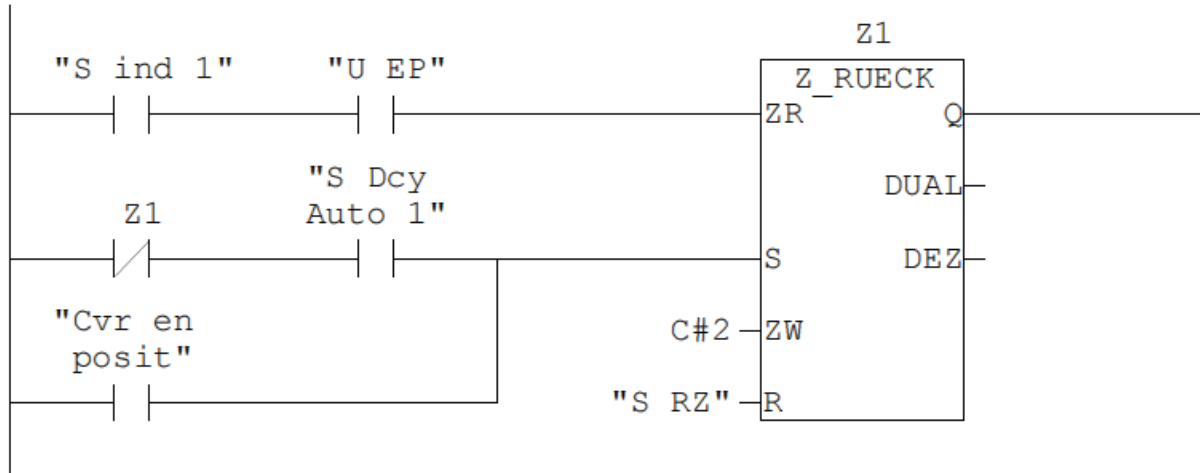 Z1
"S ind 1"
"U EP"
Z_RUECK
ZR
Q
"S Dcy
Auto 1"
DUAL
Z1
S
DEZ
"Cvr en
posit"
C#2
ZW
"S RZ"
R